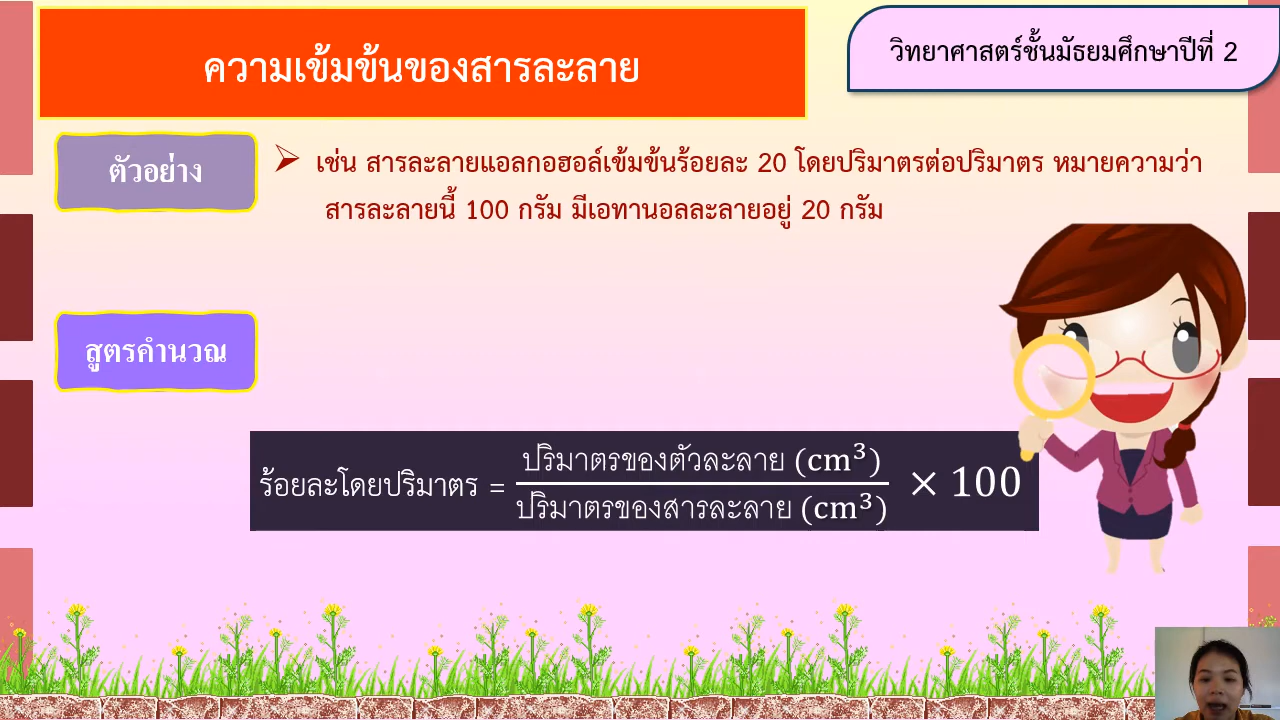 ความเข้มข้นของสารละลาย
วิทยาศาสตร์ชั้นมัธยมศึกษาปีที่ 2
ตัวอย่าง
➢ เช่น สารละลายแอลกอฮอล์เข้มข้นร้อยละ 20 โดยปริมาตรต่อปริมาตร หมายความว่า
สารละลายนี้ 100 กรัม มีเอทานอลละลายอยู่ 20 กรัม
สูตรคำนวณ
ร้อยละโดยปริมาตร = ปริมาตรของตัวละลาย (cm³) / ปริมาตรของสารละลาย (cm³) × 100